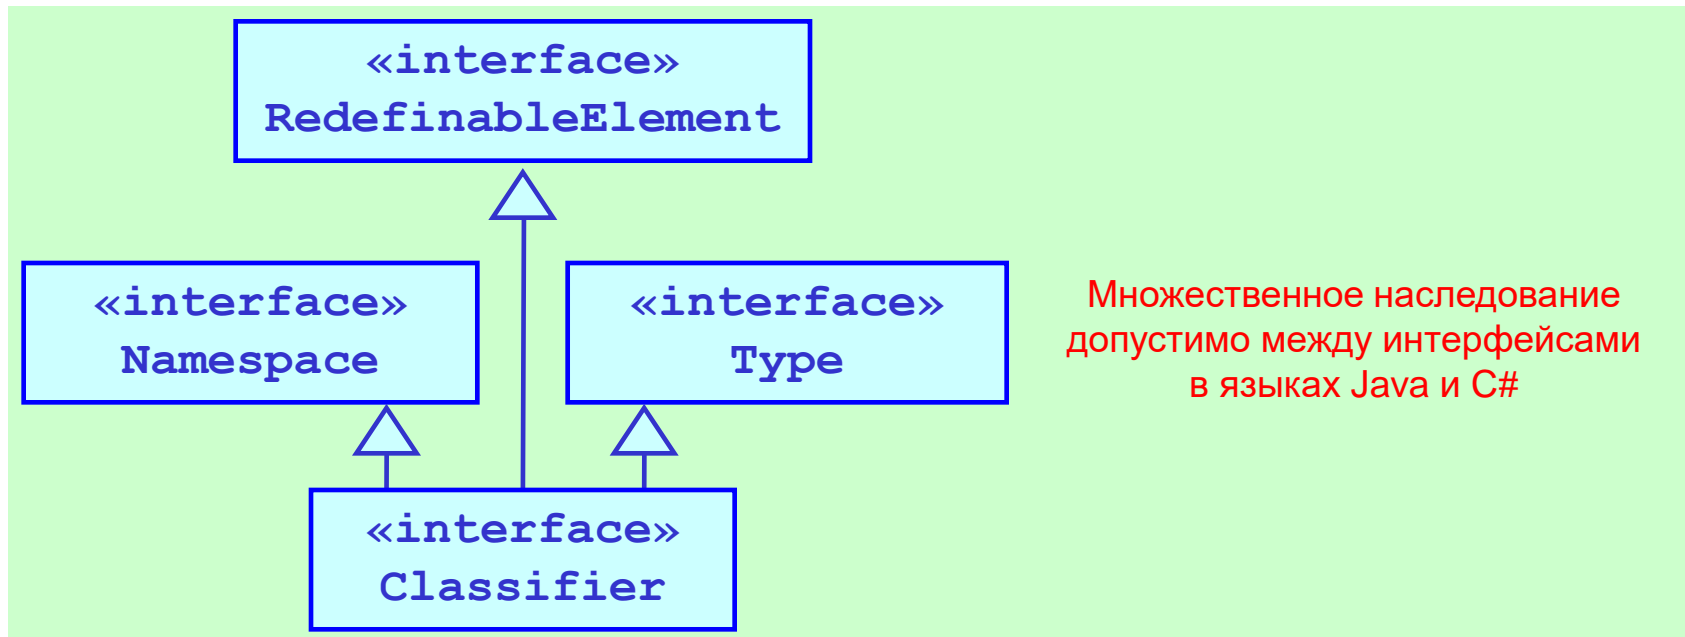 «interface»
RedefinableElement
«interface»
Namespace
«interface»
Type
Множественное наследование
допустимо между интерфейсами
в языках Java и C#
«interface»
Classifier